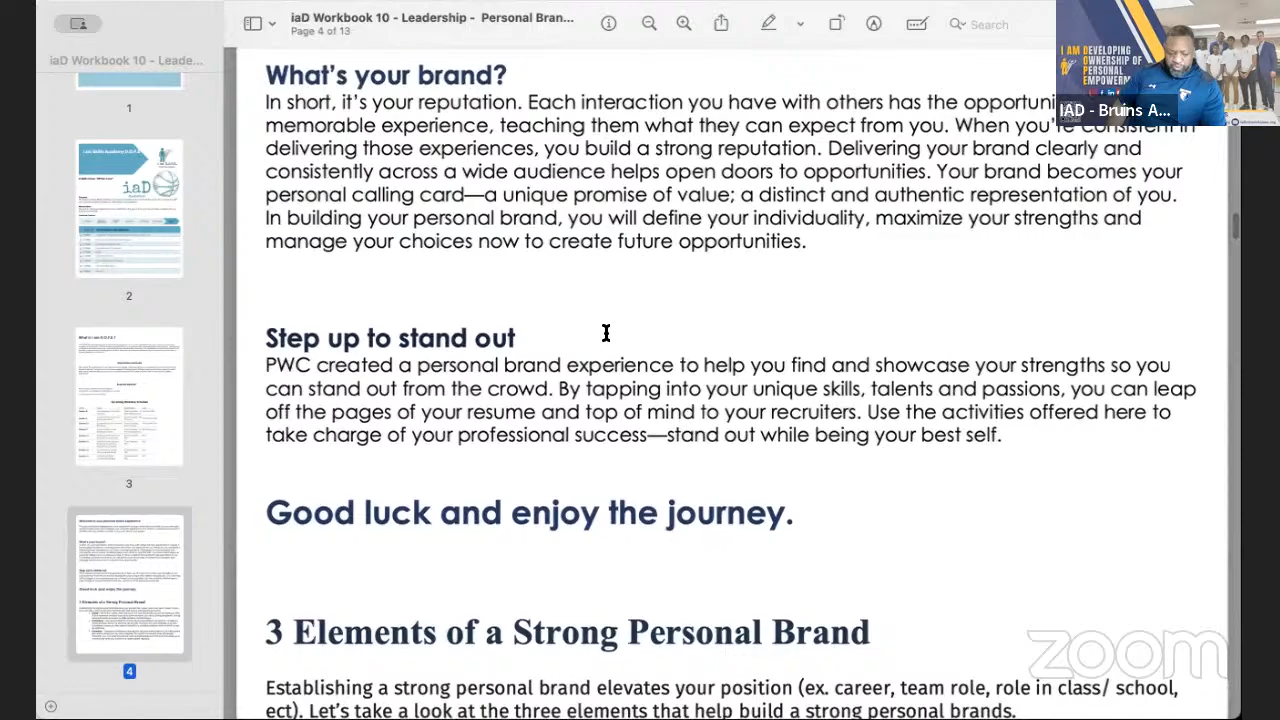 iaD Workbook 10 - Leadership - Personal Bran...
Page 4 of 13
Search
iaD Workbook 10 - Leade...
1
2
3
4
I AM DEVELOPING
OWNERSHIP OF
PERSONAL
EMPOWERM
IAD - Bruins A...
What's your brand?
In short, it's your reputation. Each interaction you have with others has the opportuni
memorable experience, teaching them what they can expect from you. When you're consistent in
delivering those experiences, you build a strong reputation. Delivering your brand clearly and
consistently across a wide audience helps open doors to opportunities. Your brand becomes your
personal calling card—a unique promise of value; a distinct and authentic representation of you.
In building your personal brand, you will define your individuality, maximize your strengths and
manage your choices now to create future opportunities.
Step up to stand out
PWC created a personal brand experience to help you find and showcase your strengths so you
can stand out from the crowd. By tapping into your unique skills, talents and passions, you can leap
off the pages of your resume and top of mind to your recruiters. Use the activities offered here to
take charge of your professional success—stand out while being your best self.
Good luck and enjoy the journey.
3 Elements of a Strong Personal Brand
Establishing a strong personal brand elevates your position (ex. career, team role, role in class/ school,
ect). Let's take a look at the three elements that help build a strong personal brands.
zoom